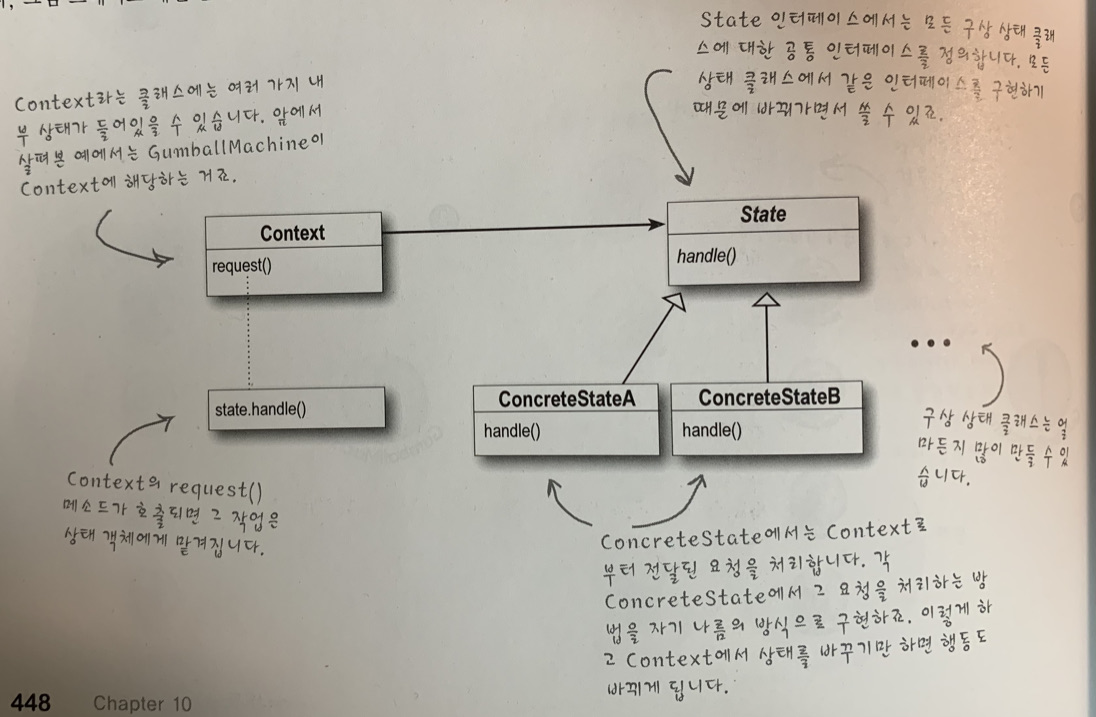 State 인터페이스에서는 모든 구상 상태 클래
스에 대한 공통 인터페이스를 정의합니다. 모든
상태 클래스에서 같은 인터페이스를 구현하기
때문에 바꿔가면서 쓸 수 있죠.
Context라는 클래스에는 여러 가지 내
부 상태가 들어있을 수 있습니다. 앞에서
살펴본 예에서는 GumballMachine이
Context에 해당하는 거죠.
Context
request()
State
handle()
state.handle()
ConcreteStateA
handle()
ConcreteStateB
handle()
•••
구상 상태 클래스는 얼
마든지 많이 만들 수 있
습니다.
Context의 request()
메소드가 호출되면 그 작업은
상태 객체에게 맡겨집니다.
ConcreteState에서는 Context로
부터 전달된 요청을 처리합니다. 각
ConcreteState에서 그 요청을 처리하는 방
법을 자기 나름의 방식으로 구현하죠. 이렇게 하
고 Context에서 상태를 바꾸기만 하면 행동도
바뀌게 됩니다.
448 Chapter 10